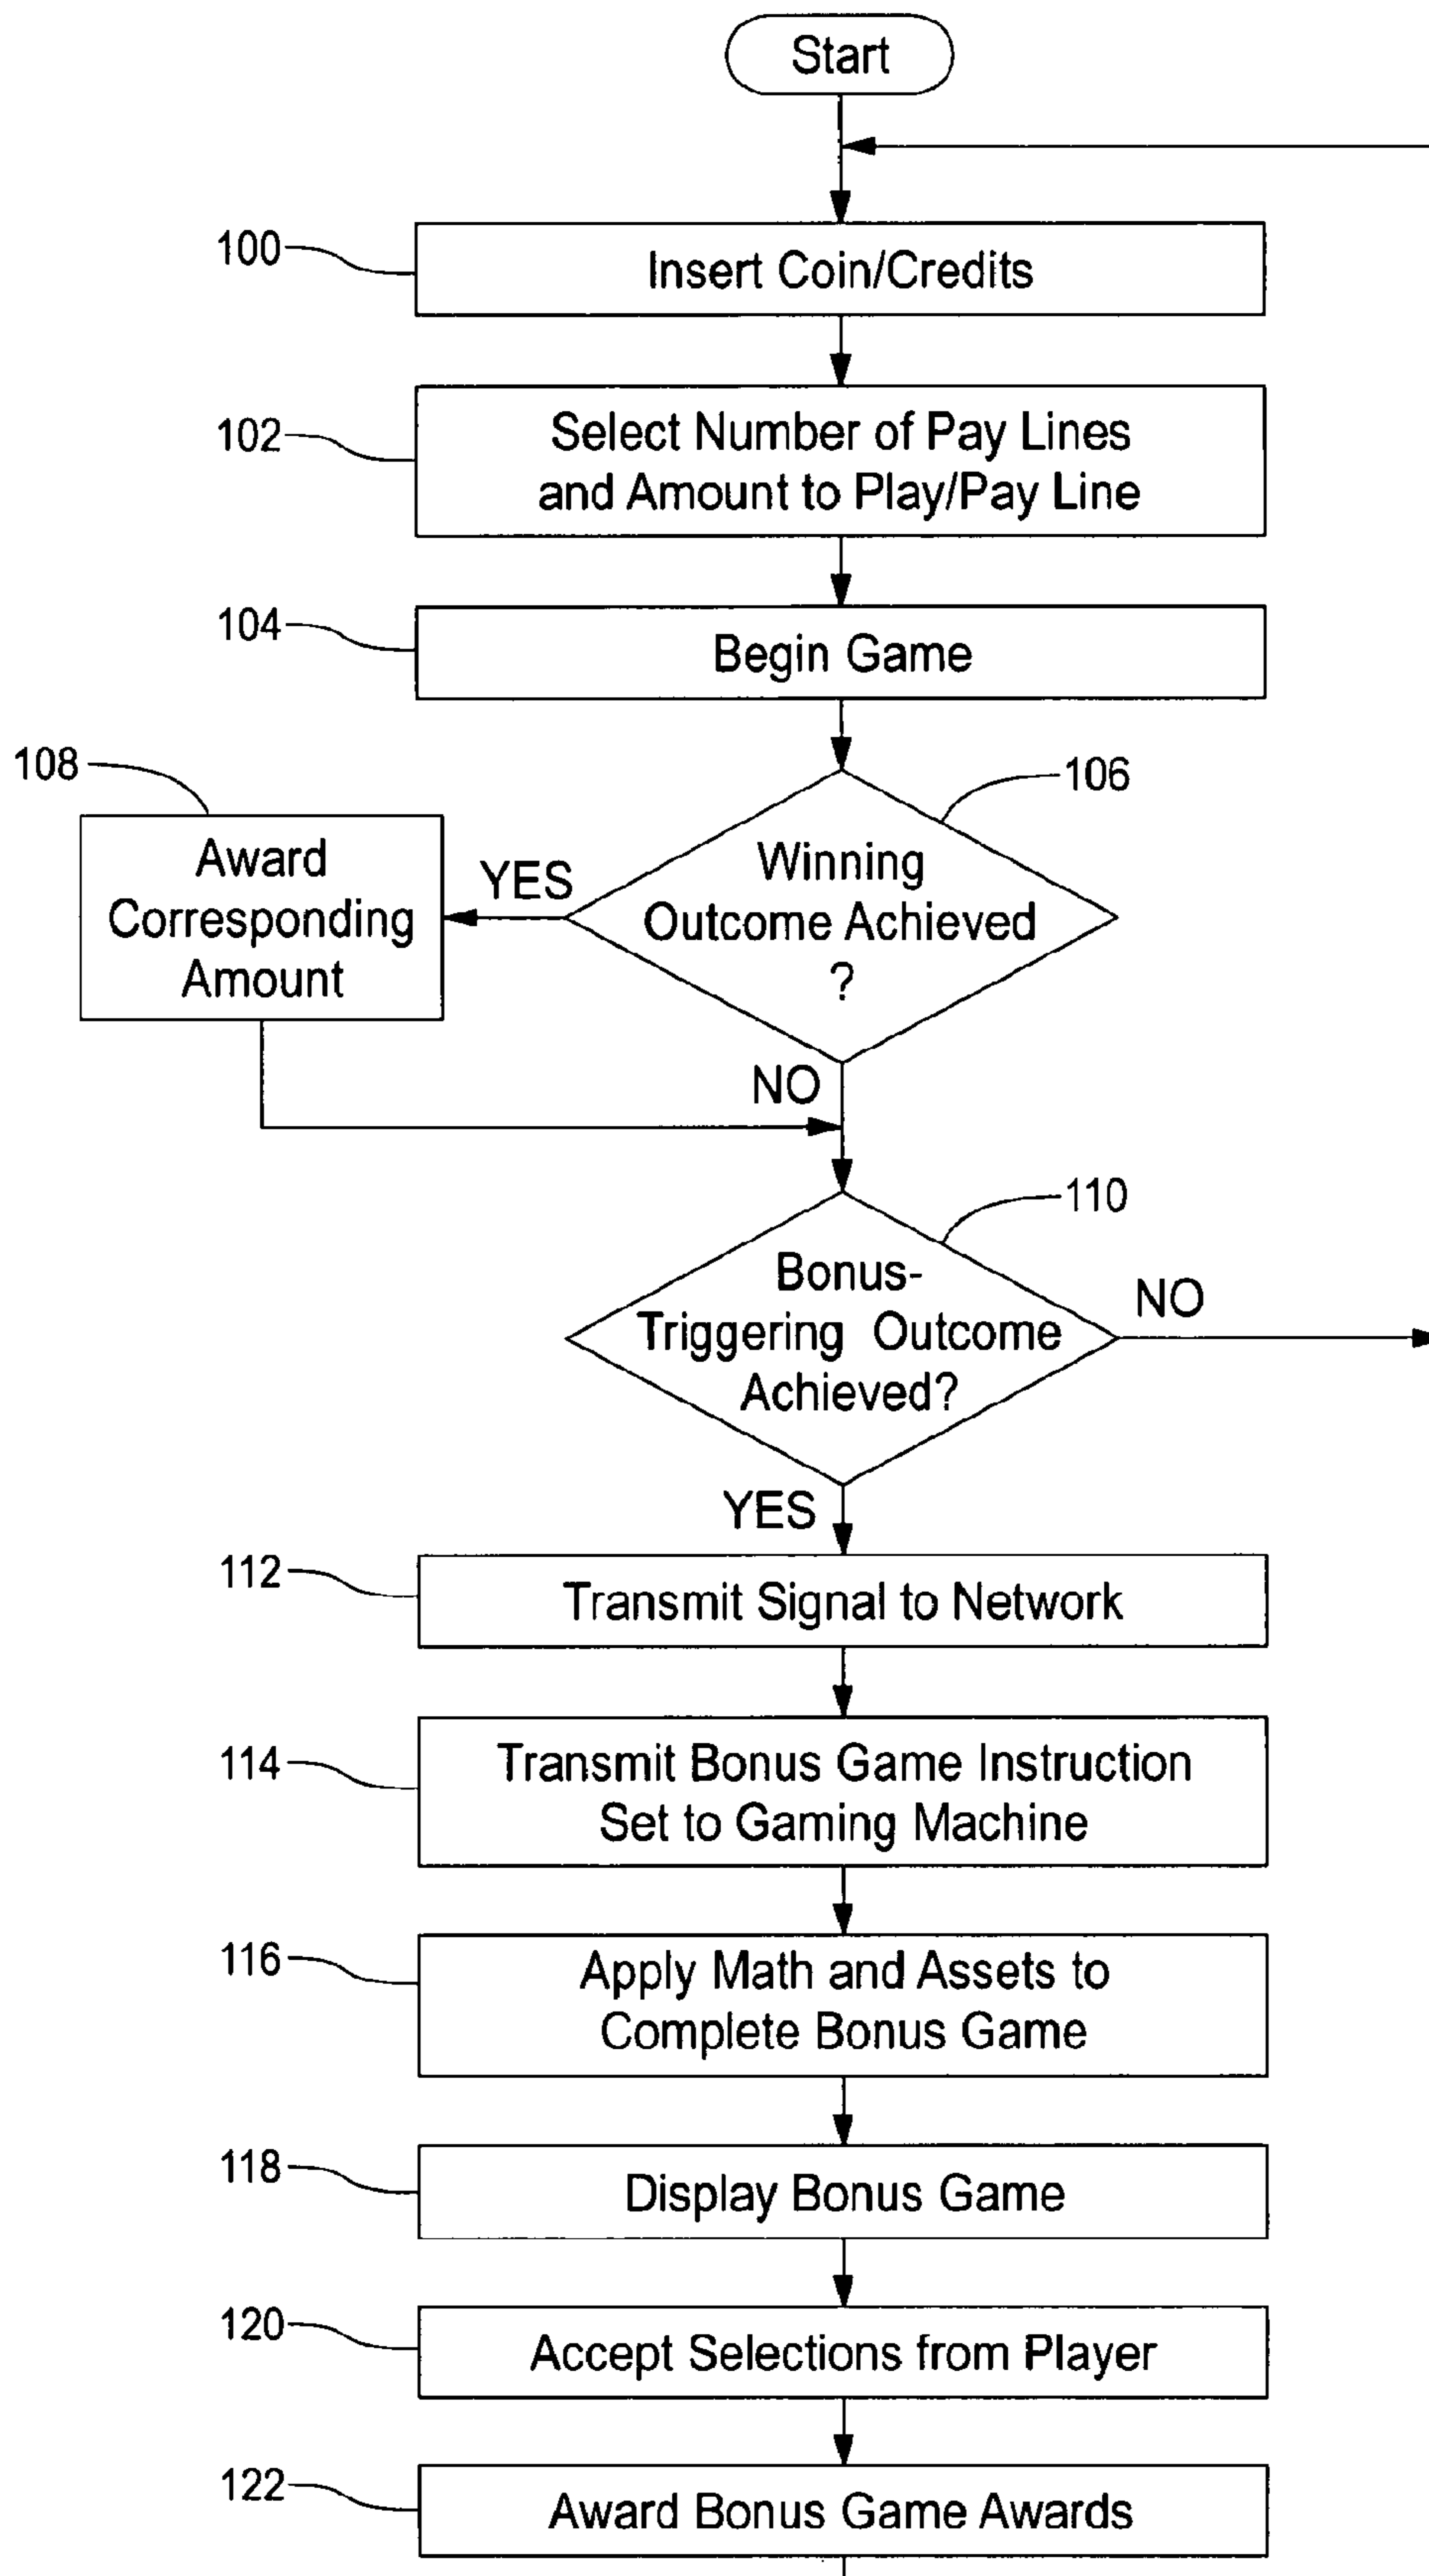 Start
100
Insert Coin/Credits
102
Select Number of Pay Lines
and Amount to Play/Pay Line
104
Begin Game
108
106
Award
Corresponding
Amount
YES
Winning
Outcome Achieved
?
NO
110
Bonus-
Triggering Outcome
Achieved?
NO
YES
112
Transmit Signal to Network
114
Transmit Bonus Game Instruction
Set to Gaming Machine
116
Apply Math and Assets to
Complete Bonus Game
118
Display Bonus Game
120
Accept Selections from Player
122
Award Bonus Game Awards